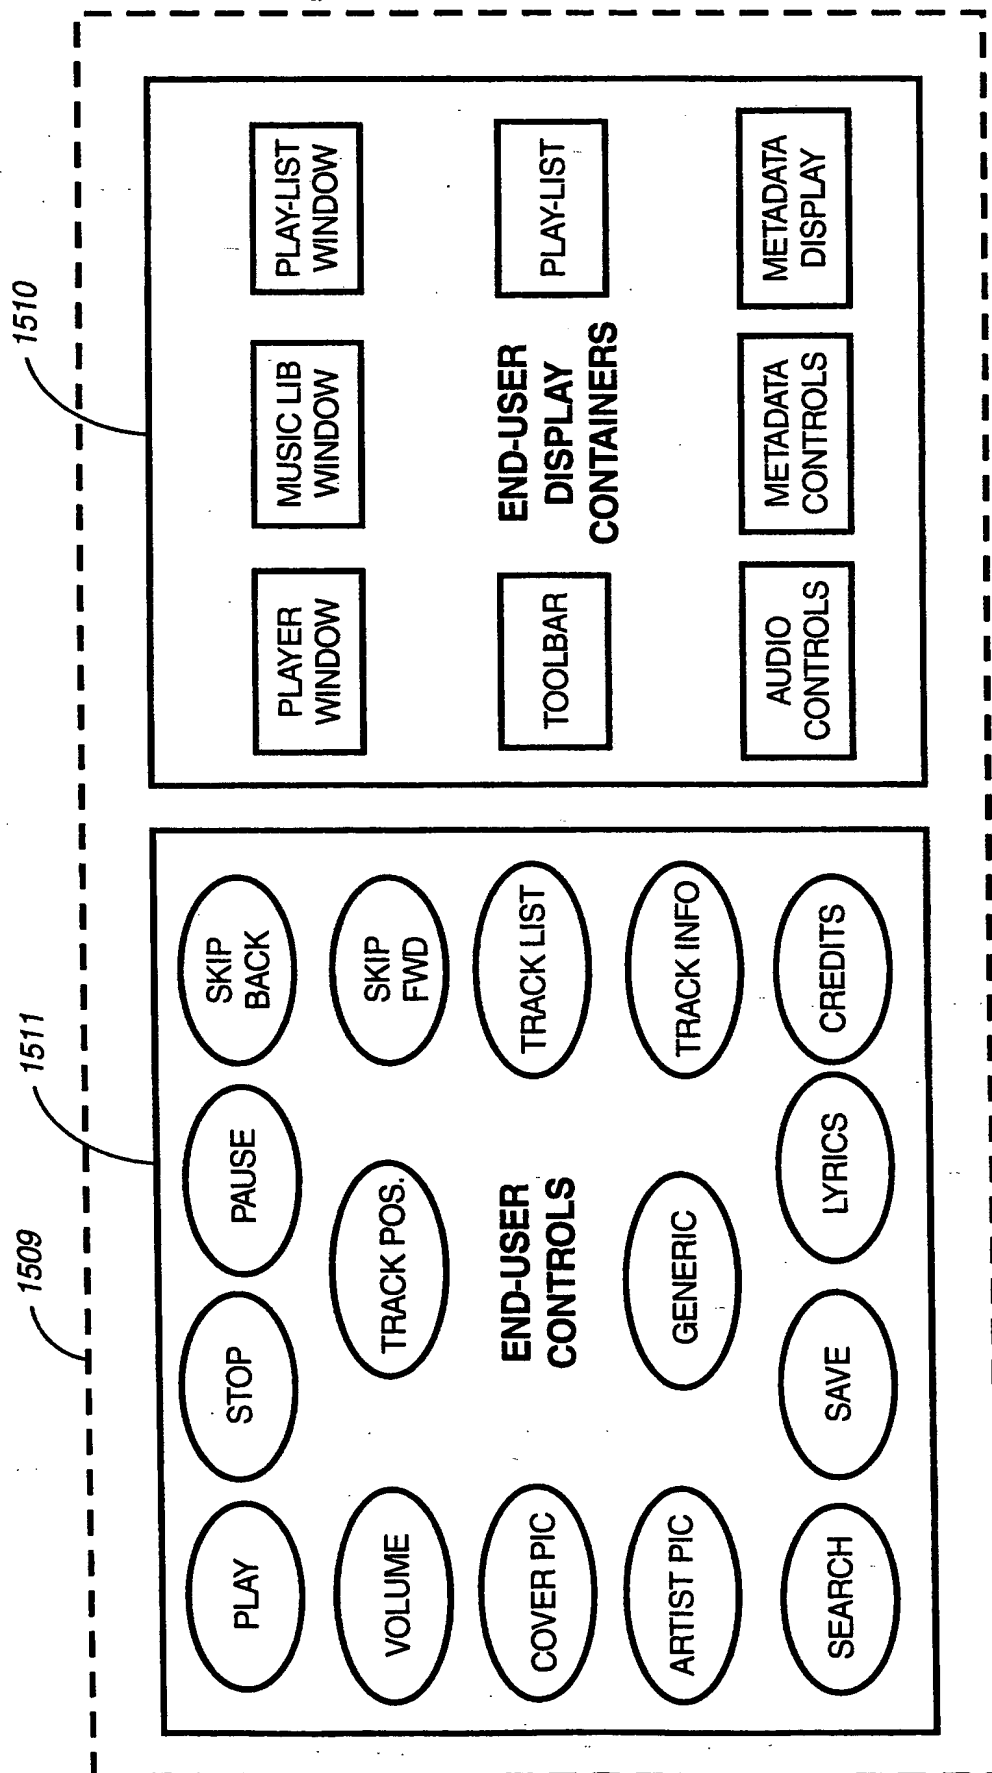 1509
1511
1510
PLAY
STOP
PAUSE
SKIP
BACK
VOLUME
TRACK POS.
SKIP
FWD
COVER PIC
END-USER
CONTROLS
TRACK LIST
ARTIST PIC
GENERIC
TRACK INFO
SEARCH
SAVE
LYRICS
CREDITS
PLAYER
WINDOW
MUSIC LIB
WINDOW
PLAY-LIST
WINDOW
TOOLBAR
END-USER
DISPLAY
CONTAINERS
PLAY-LIST
AUDIO
CONTROLS
METADATA
CONTROLS
METADATA
DISPLAY